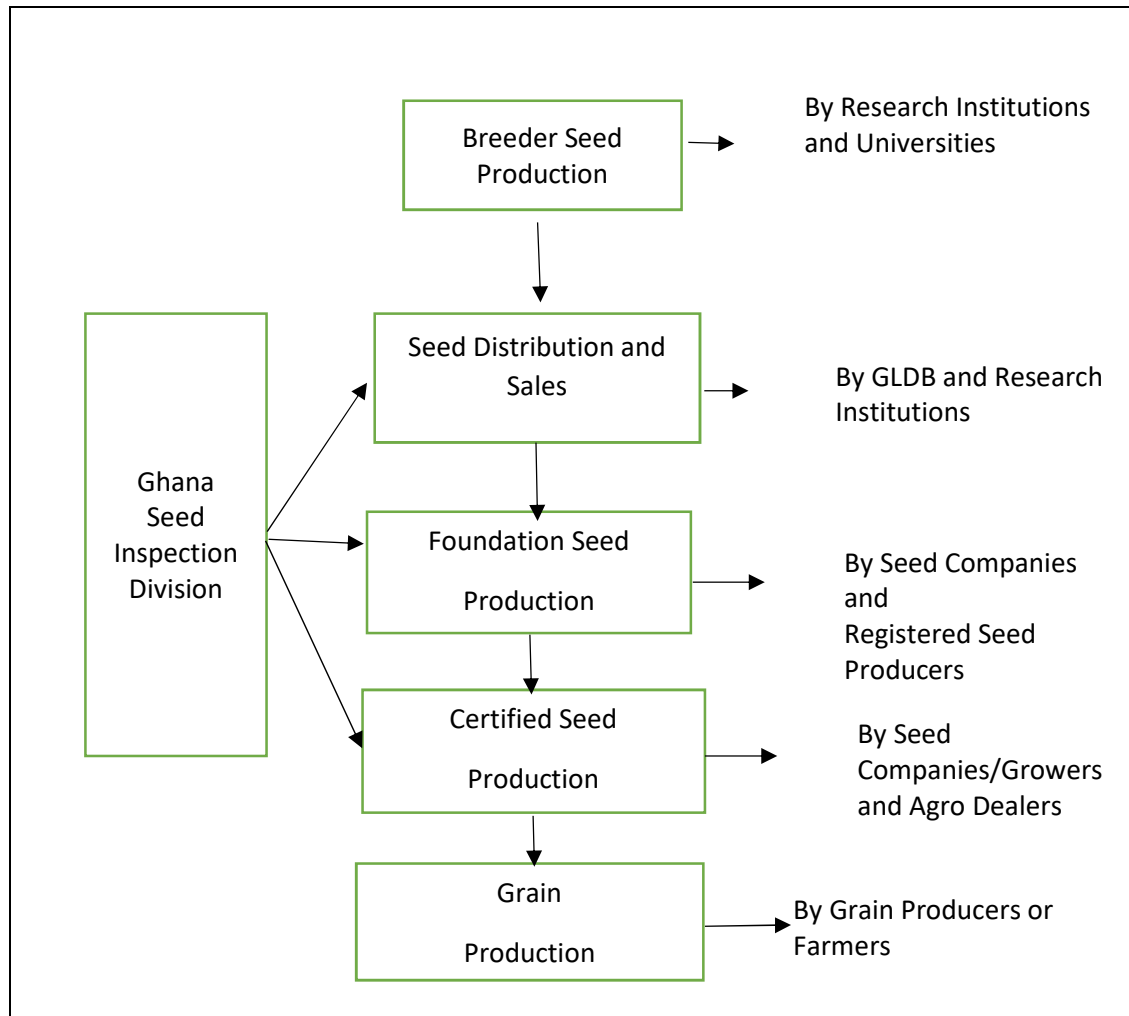 Breeder Seed
Production
By Research Institutions
and Universities
Seed Distribution and
Sales
By GLDB and Research
Institutions
Ghana
Seed
Inspection
Division
Foundation Seed
Production
By Seed Companies
and
Registered Seed
Producers
Certified Seed
Production
By Seed
Companies/Growers
and Agro Dealers
Grain
Production
By Grain Producers or
Farmers